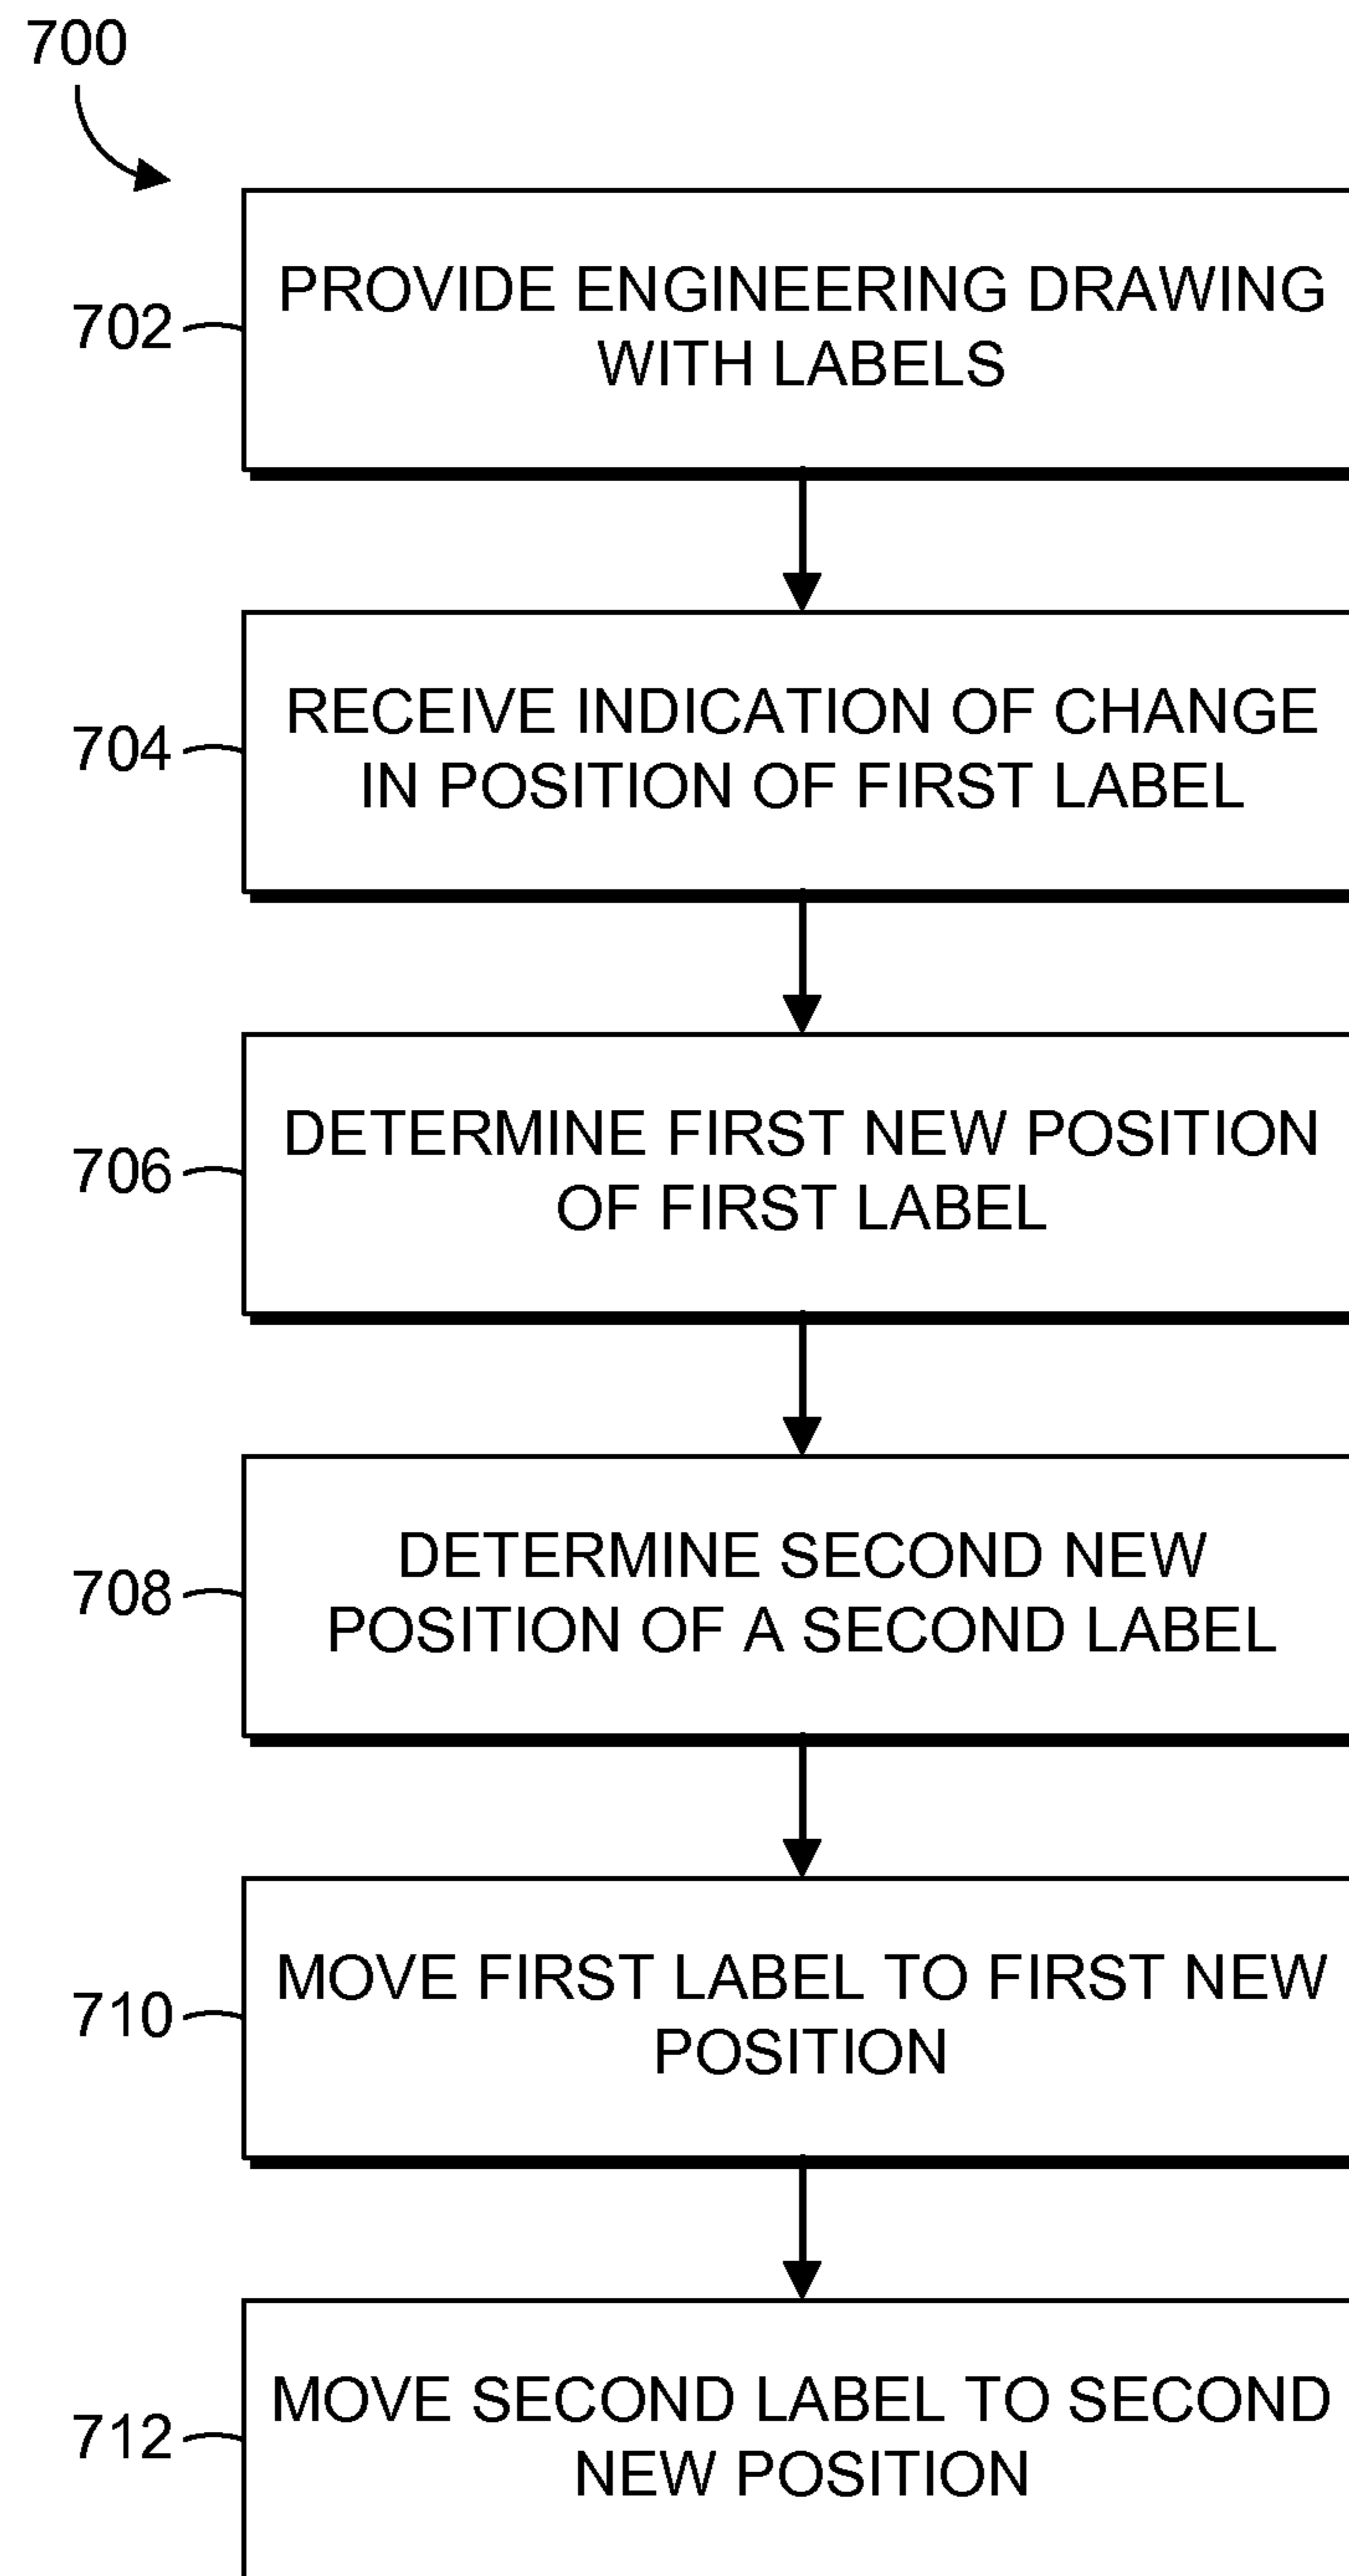 700
702
PROVIDE ENGINEERING DRAWING
WITH LABELS
704
RECEIVE INDICATION OF CHANGE
IN POSITION OF FIRST LABEL
706
DETERMINE FIRST NEW POSITION
OF FIRST LABEL
708
DETERMINE SECOND NEW
POSITION OF A SECOND LABEL
710
MOVE FIRST LABEL TO FIRST NEW
POSITION
712
MOVE SECOND LABEL TO SECOND
NEW POSITION